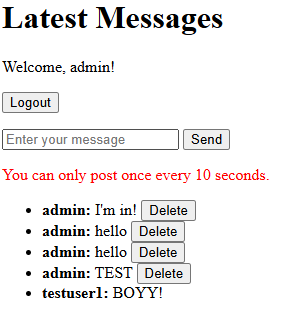 Latest Messages
Welcome, admin!
Logout
Enter your message Send
You can only post once every 10 seconds.
admin: I'm in! Delete
admin: hello Delete
admin: hello Delete
admin: TEST Delete
testuser1: BOYY!